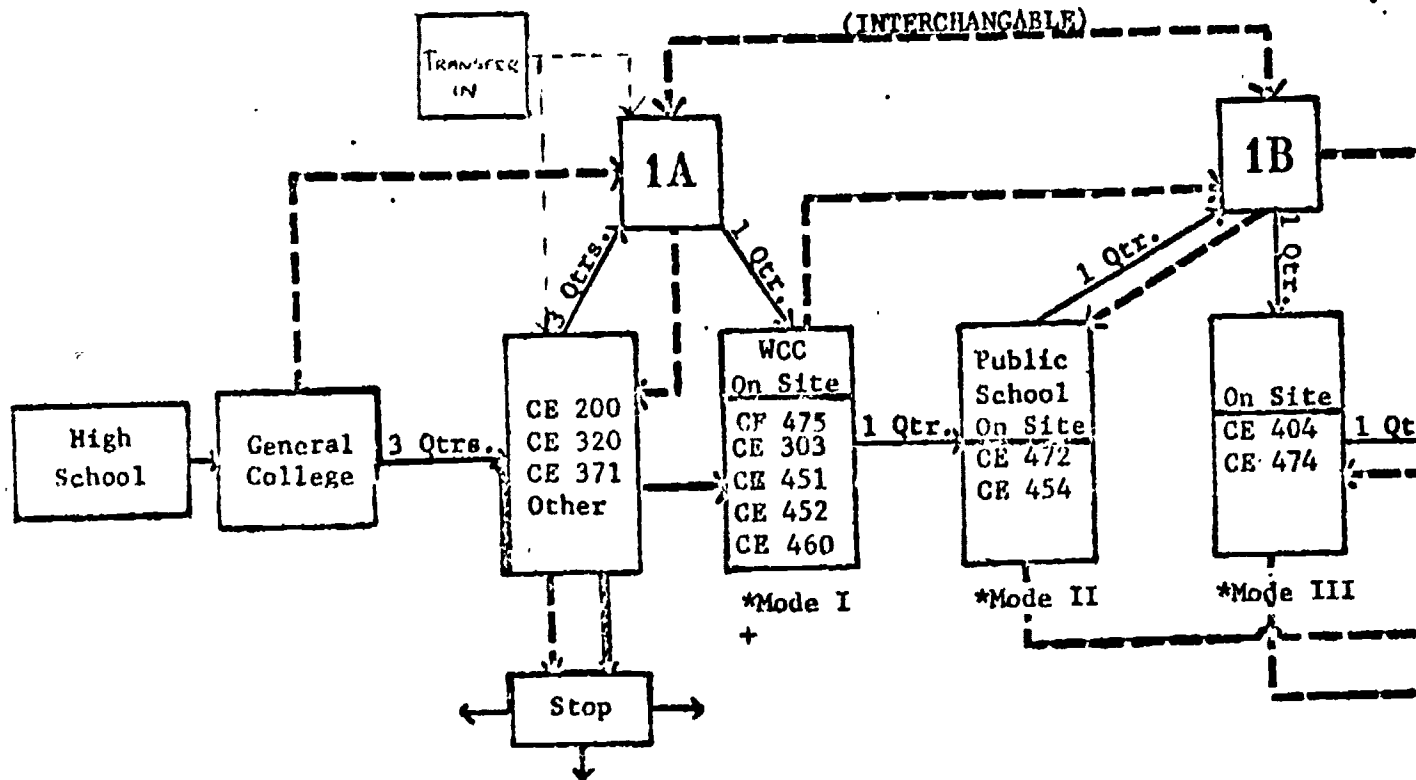 (INTERCHANGABLE)
TRANSFER
IN
1A
1B
3 Qtrs.
1 Qtr.
1 Qtr.
1 Qtr.
High
School
General
College
3 Qtrs.
CE 200
CE 320
CE 371
Other
WCC
On Site
CF 475
CE 303
CE 451
CE 452
CE 460
1 Qtr.
Public
School
On Site
CE 472
CE 454
On Site
CE 404
CE 474
1 Qt
*Mode I
+
*Mode II
*Mode III
Stop